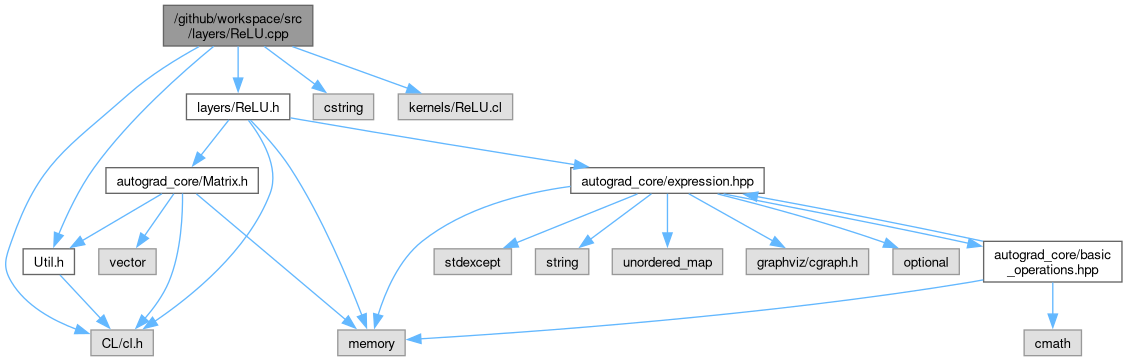 /github/workspace/src
/layers/ReLU.cpp
layers/ReLU.h
cstring
kernels/ReLU.cl
autograd_core/Matrix.h
autograd_core/expression.hpp
Util.h
vector
stdexcept
string
unordered_map
graphviz/cgraph.h
optional
autograd_core/basic
_operations.hpp
CL/cl.h
memory
cmath